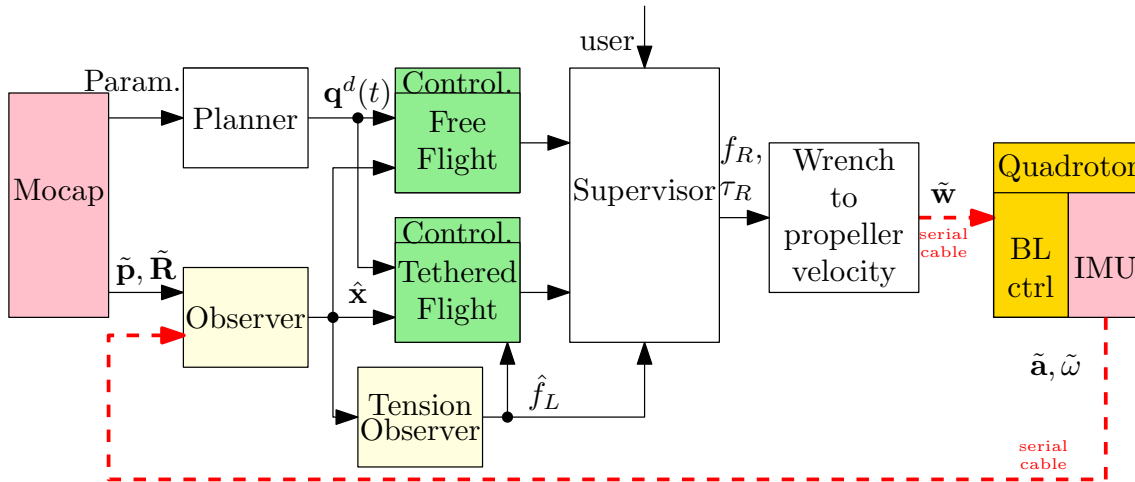 user
Param.
Mocap
Planner
𝐪^d(t)
Control.
Free
Flight
Supervisor
f_R,
τ_R
Wrench
to
propeller
velocity
𝐰̃
serial
cable
Quadrotor
BL
ctrl
IMU
𝐩̃, 𝐑̃
Observer
𝐱̂
Control.
Tethered
Flight
Tension
Observer
f̂_L
𝐚̃, ω̃
serial
cable